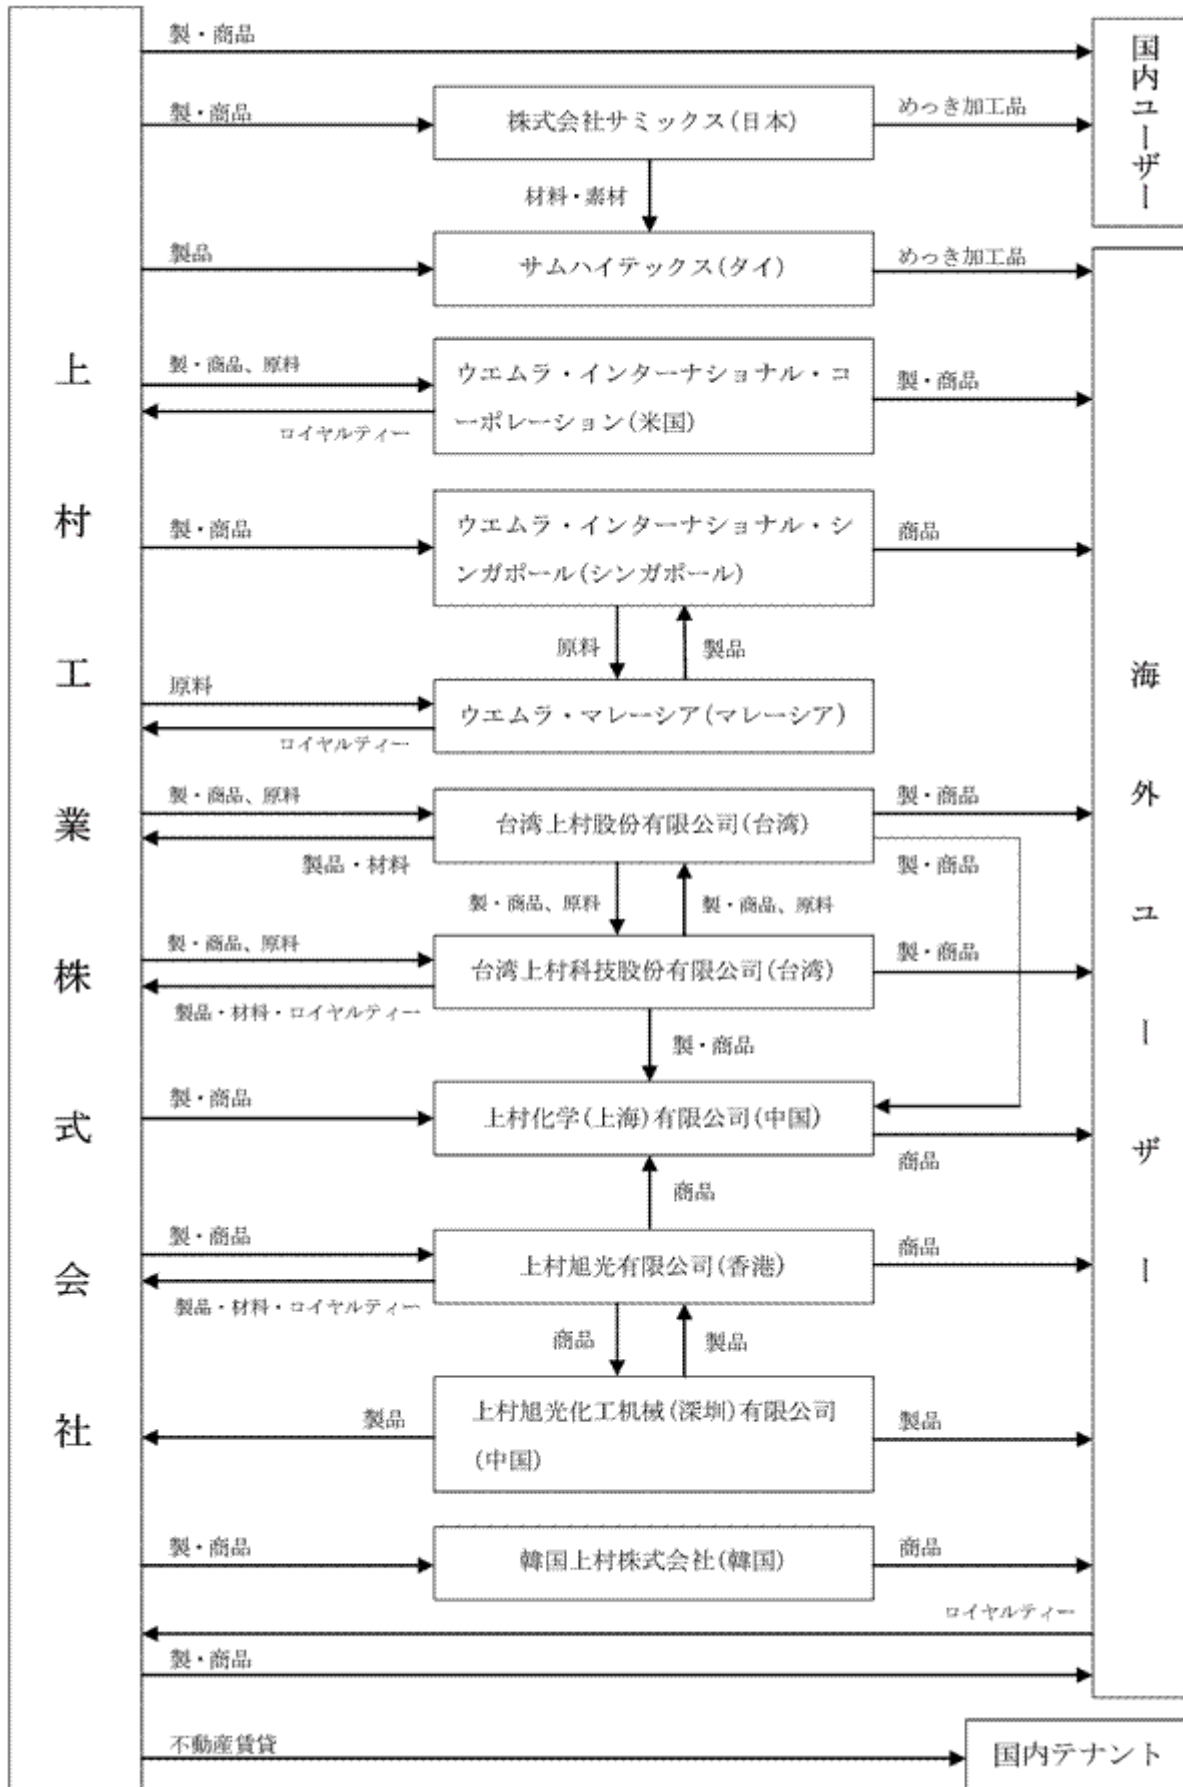 上村工業株式会社
製・商品
国内ユーザー
製・商品
株式会社サミックス(日本)
めっき加工品
材料・素材
製品
サムハイテックス(タイ)
めっき加工品
海外ユーザー
製・商品、原料
ウエムラ・インターナショナル・コ
ーポレーション(米国)
製・商品
ロイヤルティー
製・商品
ウエムラ・インターナショナル・シ
ンガポール(シンガポール)
商品
原料
製品
原料
ウエムラ・マレーシア(マレーシア)
ロイヤルティー
製・商品、原料
台湾上村股份有限公司(台湾)
製・商品
製品・材料
製・商品
製・商品、原料
製・商品、原料
製・商品、原料
台湾上村科技股份有限公司(台湾)
製・商品
製品・材料・ロイヤルティー
製・商品
製・商品
上村化学(上海)有限公司(中国)
商品
商品
製・商品
上村旭光有限公司(香港)
商品
製品・材料・ロイヤルティー
商品
製品
製品
上村旭光化工机械(深圳)有限公司
(中国)
製品
製・商品
韓国上村株式会社(韓国)
商品
ロイヤルティー
製・商品
不動産賃貸
国内テナント